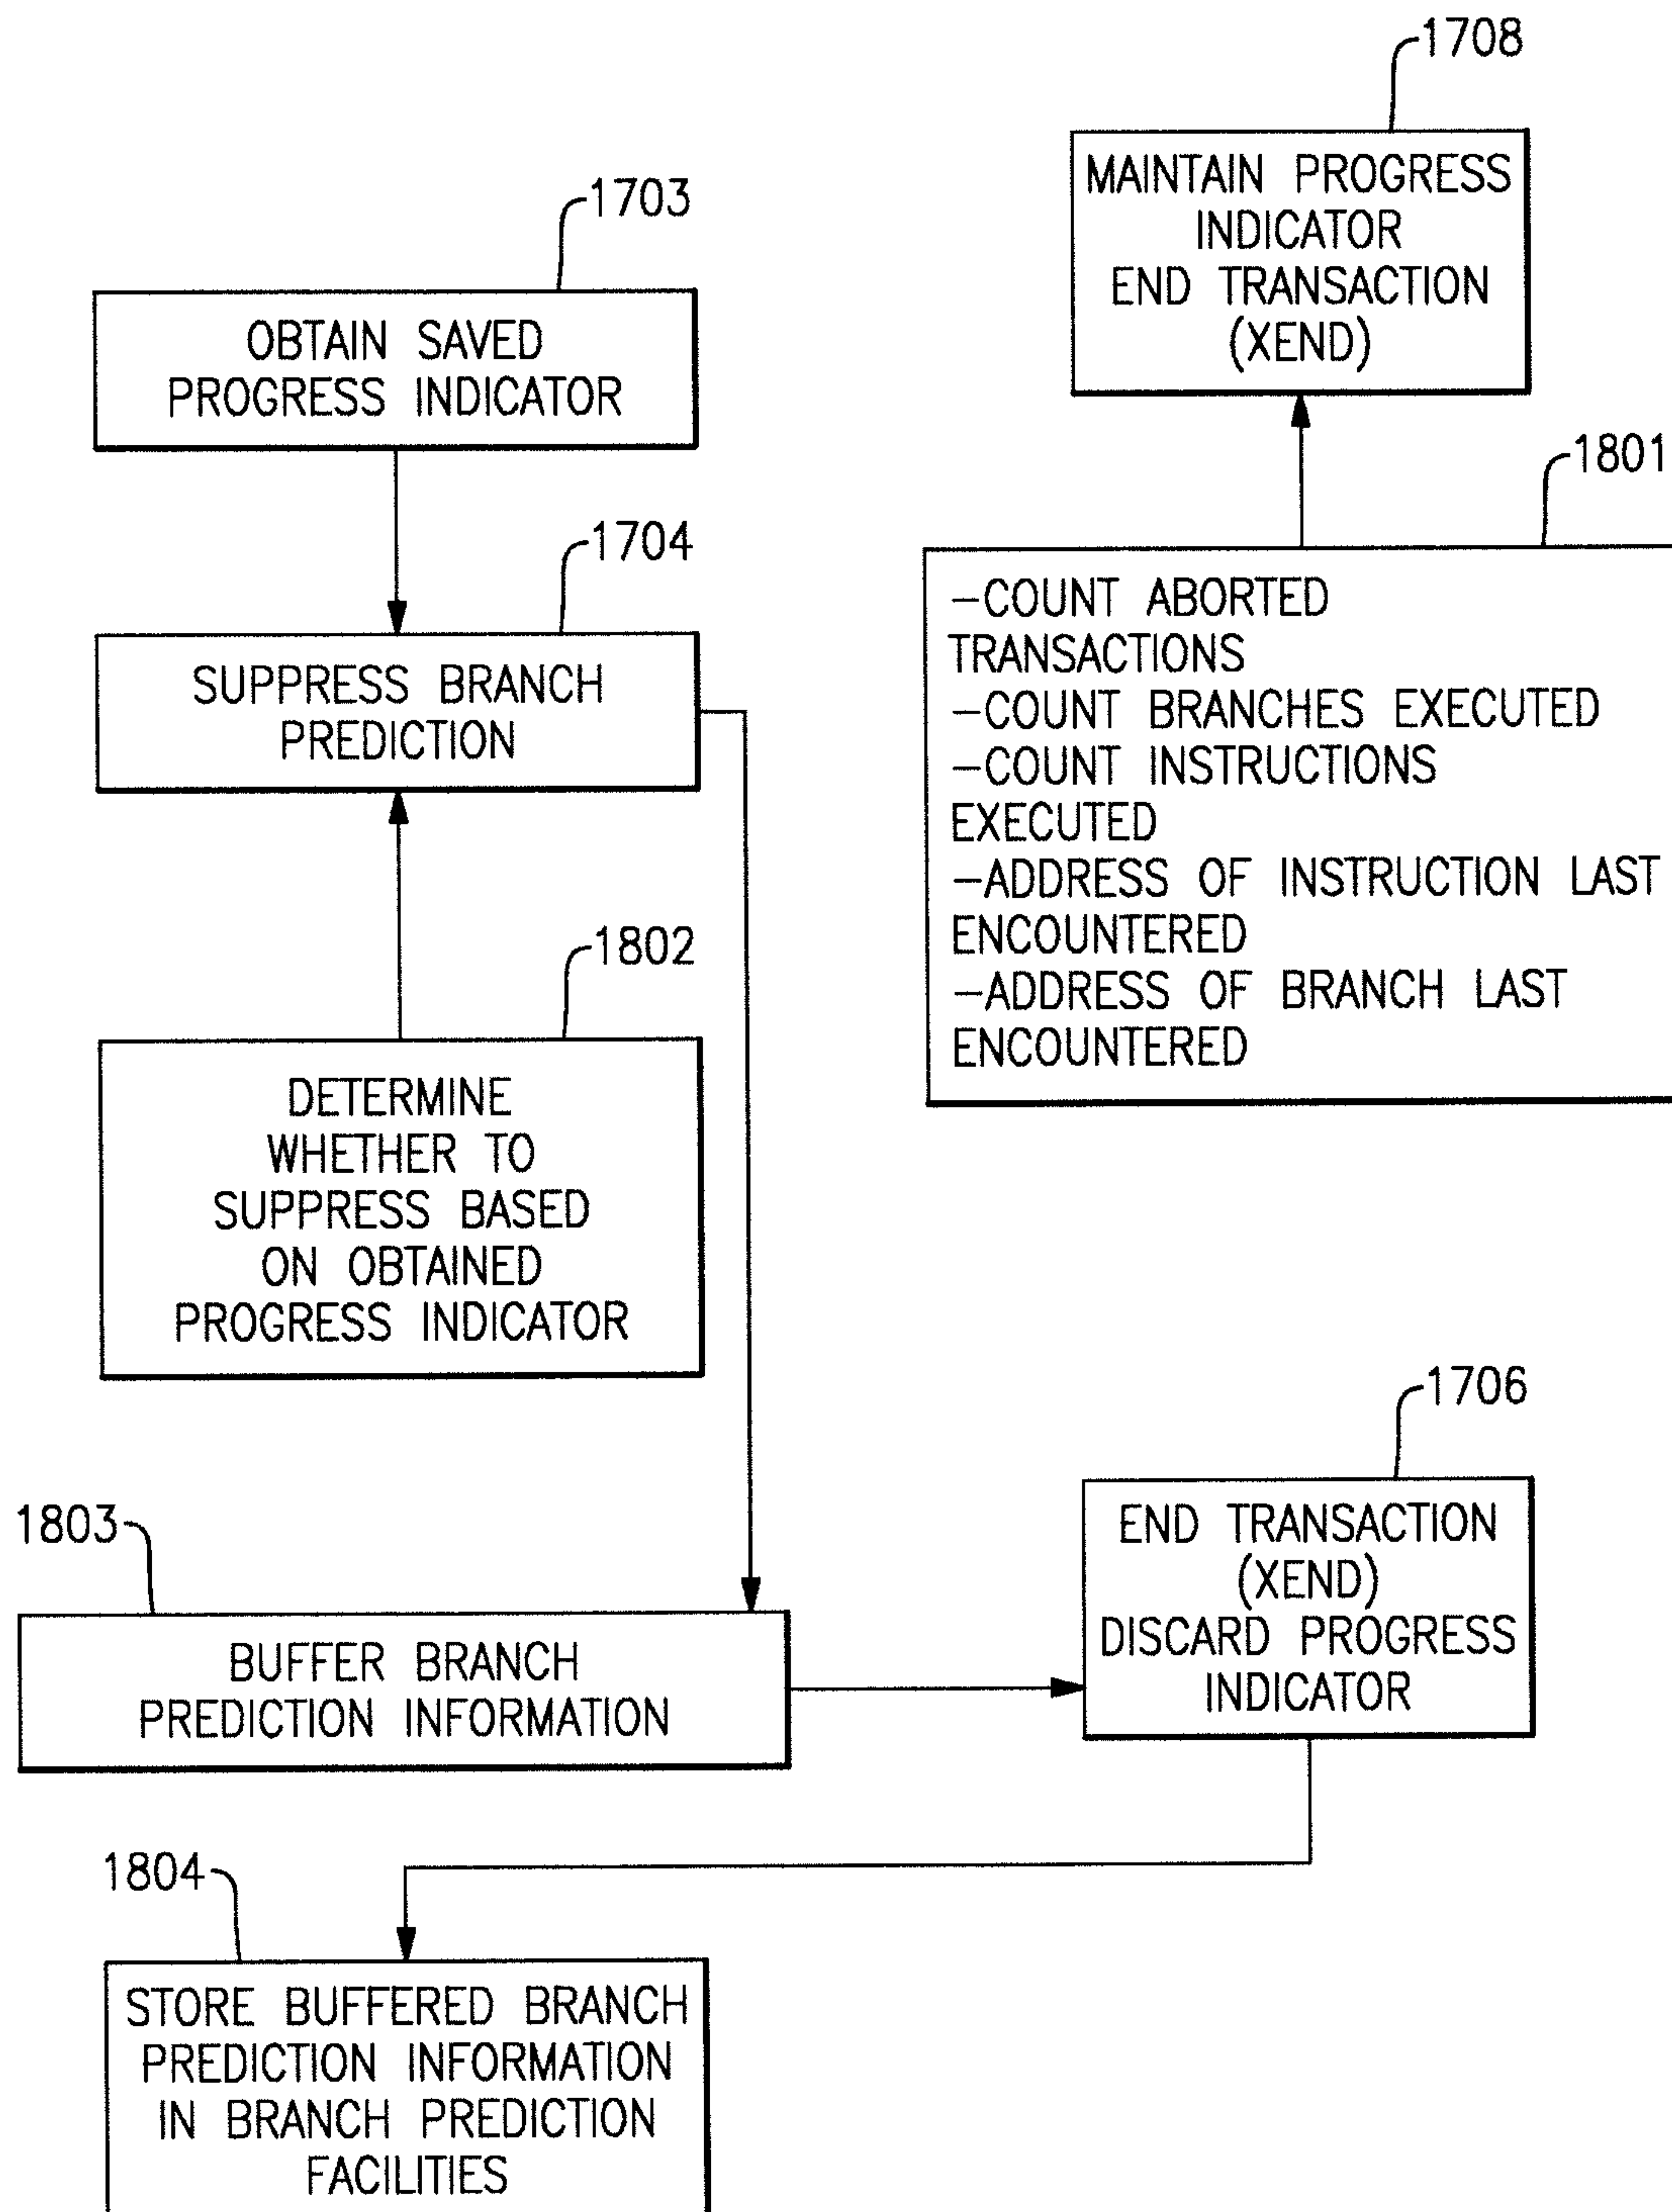 1708
MAINTAIN PROGRESS
INDICATOR
END TRANSACTION
(XEND)
1703
OBTAIN SAVED
PROGRESS INDICATOR
1801
-COUNT ABORTED
TRANSACTIONS
-COUNT BRANCHES EXECUTED
-COUNT INSTRUCTIONS
EXECUTED
-ADDRESS OF INSTRUCTION LAST
ENCOUNTERED
-ADDRESS OF BRANCH LAST
ENCOUNTERED
1704
SUPPRESS BRANCH
PREDICTION
1802
DETERMINE
WHETHER TO
SUPPRESS BASED
ON OBTAINED
PROGRESS INDICATOR
1803
BUFFER BRANCH
PREDICTION INFORMATION
1706
END TRANSACTION
(XEND)
DISCARD PROGRESS
INDICATOR
1804
STORE BUFFERED BRANCH
PREDICTION INFORMATION
IN BRANCH PREDICTION
FACILITIES